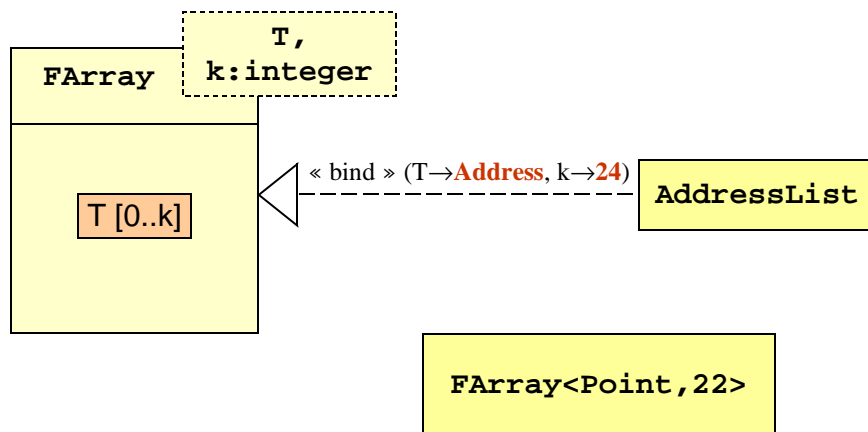 T,
k:integer
FArray
« bind » (T→Address, k→24)
AddressList
T [0..k]
FArray<Point,22>